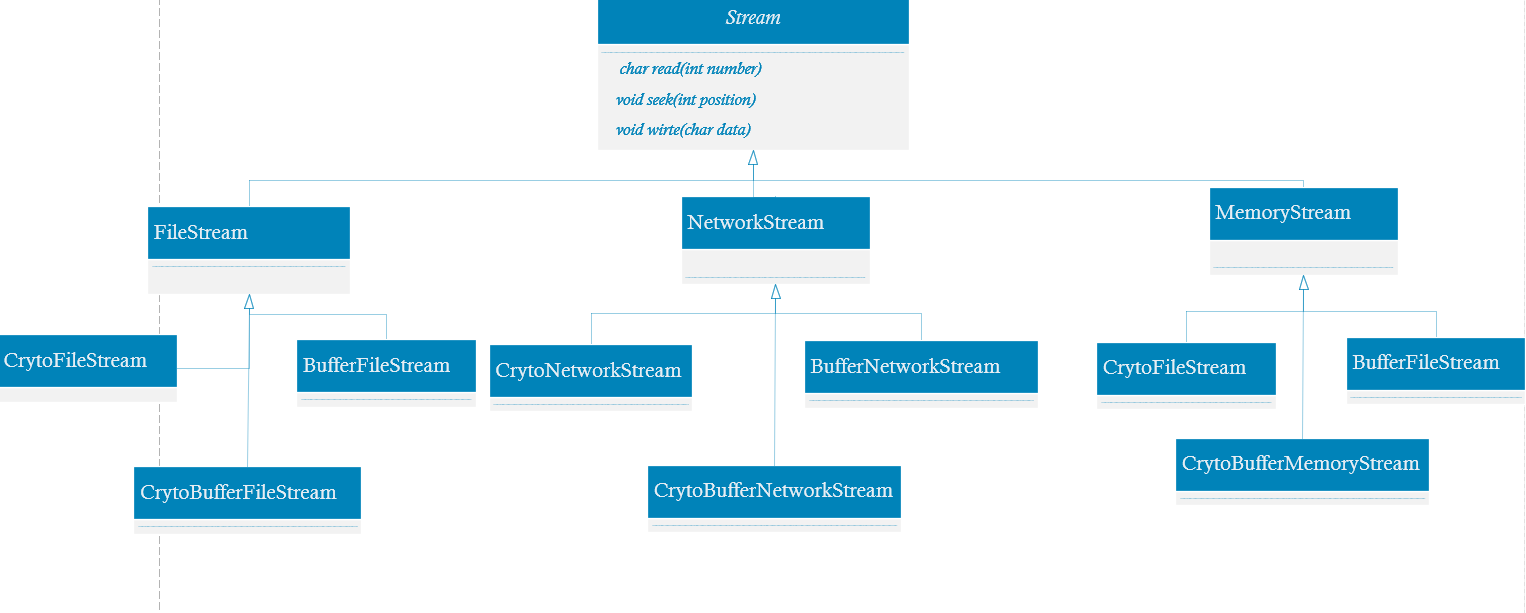 Stream
char read(int number)
void seek(int position)
void wirte(char data)
FileStream
NetworkStream
MemoryStream
CrytoFileStream
BufferFileStream
CrytoNetworkStream
BufferNetworkStream
CrytoFileStream
BufferFileStream
CrytoBufferFileStream
CrytoBufferNetworkStream
CrytoBufferMemoryStream